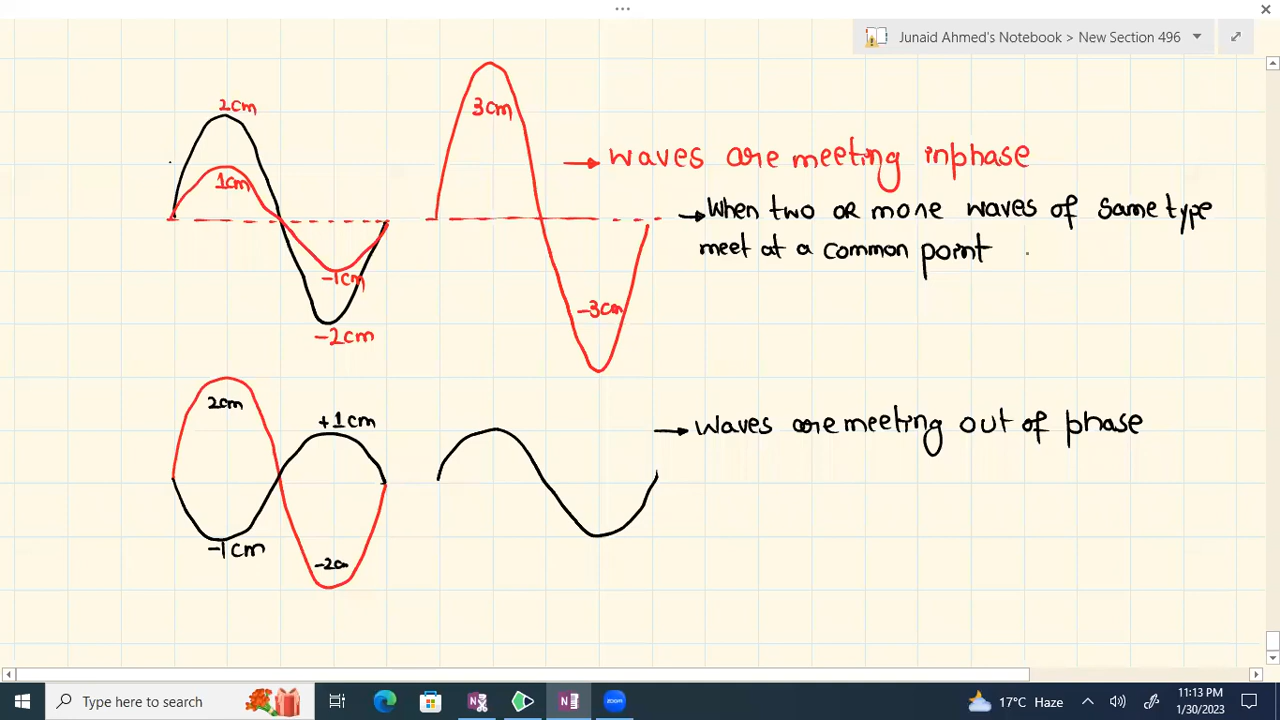 Junaid Ahmed's Notebook > New Section 496
2cm
3cm
1cm
→ waves are meeting inphase
→ When two or more waves of same type
meet at a common point
-1cm
-3cm
-2cm
2cm
+1cm
→ waves are meeting out of phase
-1cm
-2cm
Type here to search
zoom
17°C Haze
11:13 PM
1/30/2023